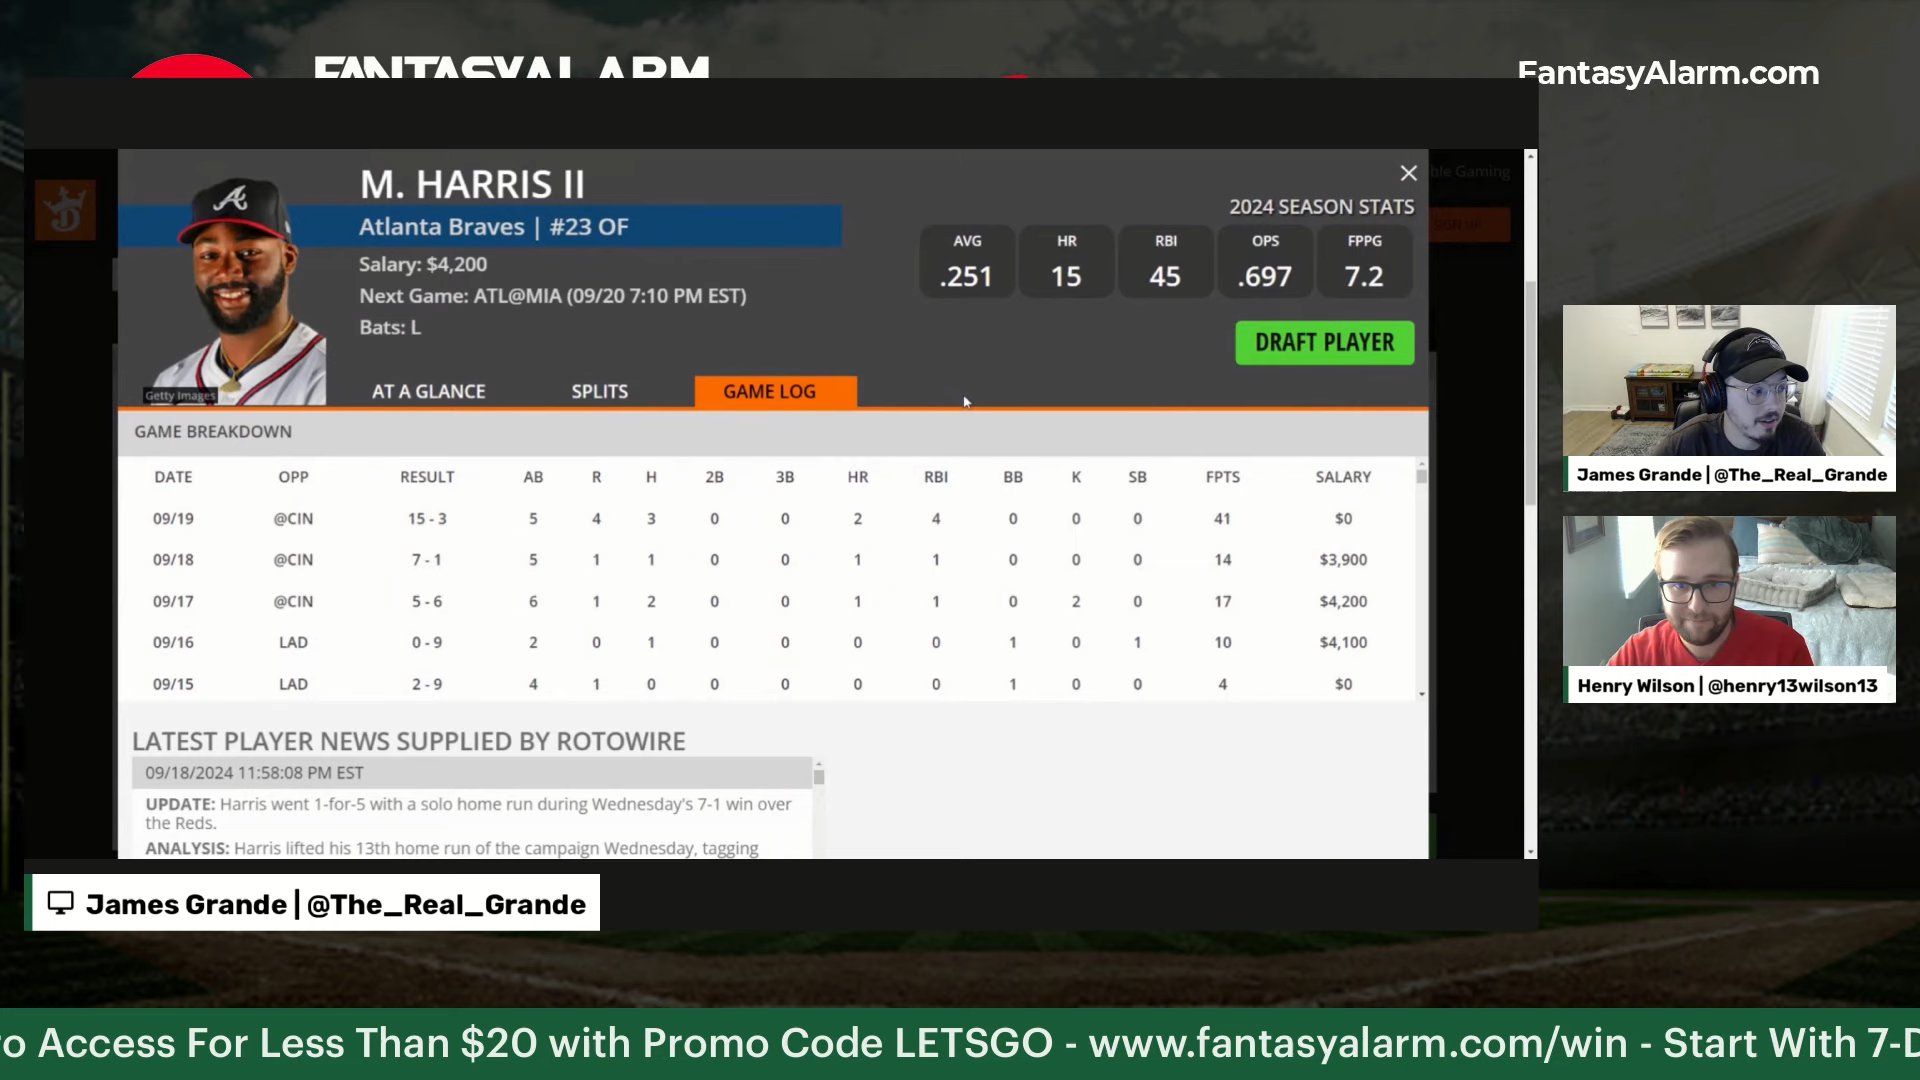 FANTASYALARM
FantasyAlarm.com
M. HARRIS II
Atlanta Braves | #23 OF
Salary: $4,200
Next Game: ATL@MIA (09/20 7:10 PM EST)
Bats: L
Getty Images
2024 SEASON STATS
AVG HR RBI OPS FPPG
.251 15 45 .697 7.2
DRAFT PLAYER
AT A GLANCE SPLITS GAME LOG
GAME BREAKDOWN
DATE OPP RESULT AB R H 2B 3B HR RBI BB K SB FPTS SALARY
09/19 @CIN 15 - 3 5 4 3 0 0 2 4 0 0 0 41 $0
09/18 @CIN 7 - 1 5 1 1 0 0 1 1 0 0 0 14 $3,900
09/17 @CIN 5 - 6 6 1 2 0 0 1 1 0 2 0 17 $4,200
09/16 LAD 0 - 9 2 0 1 0 0 0 0 1 0 1 10 $4,100
09/15 LAD 2 - 9 4 1 0 0 0 0 0 1 0 0 4 $0
LATEST PLAYER NEWS SUPPLIED BY ROTOWIRE
09/18/2024 11:58:08 PM EST
UPDATE: Harris went 1-for-5 with a solo home run during Wednesday's 7-1 win over
the Reds.
ANALYSIS: Harris lifted his 13th home run of the campaign Wednesday, tagging
ble Gaming
SIGN UP
James Grande | @The_Real_Grande
Henry Wilson | @henry13wilson13
James Grande | @The_Real_Grande
o Access For Less Than $20 with Promo Code LETSGO - www.fantasyalarm.com/win - Start With 7-D